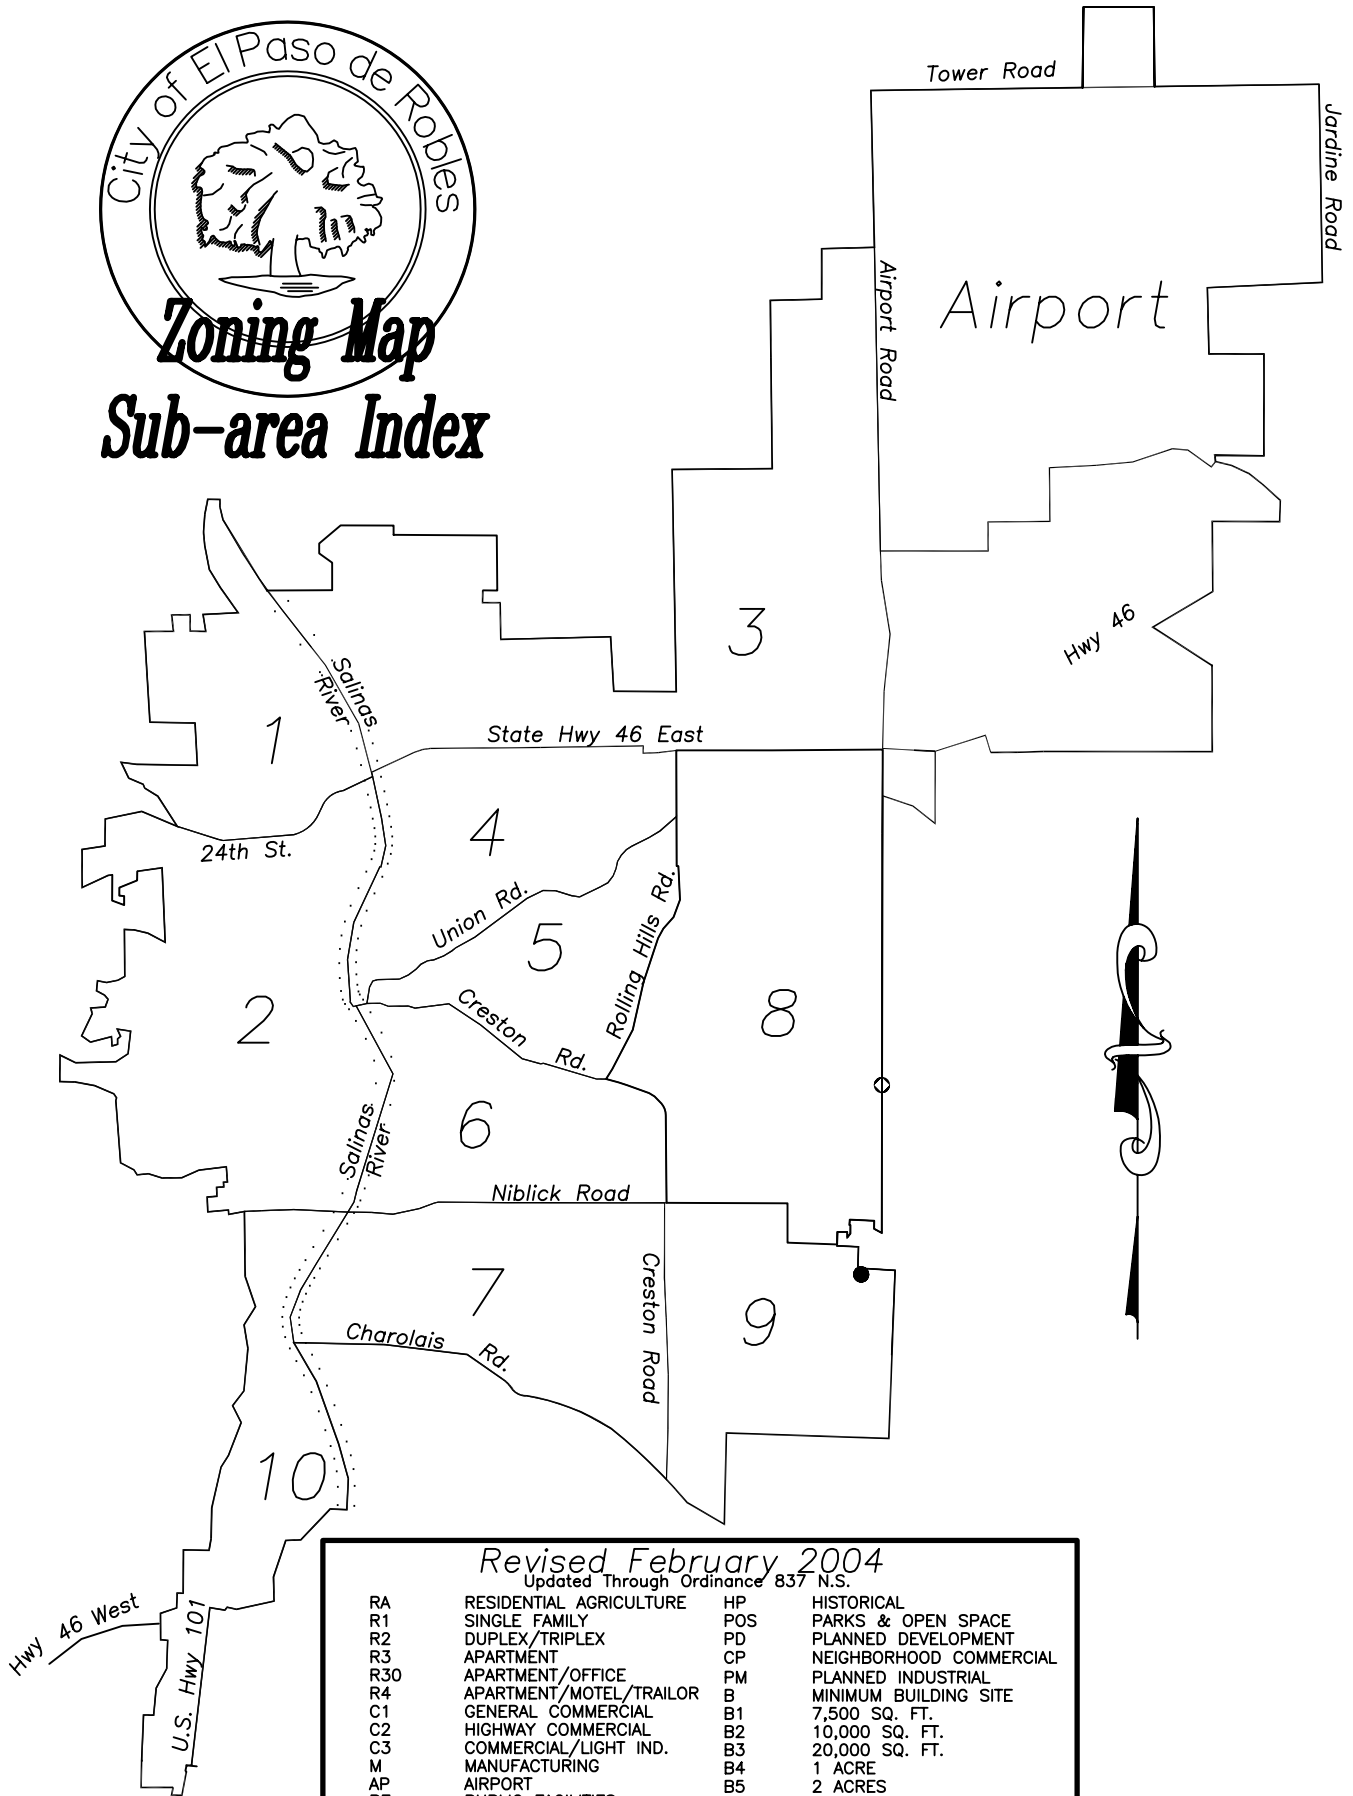 City of El Paso de Robles
Zoning Map
Sub-area Index
Tower Road
Jardine Road
Airport Road
Airport
3
Hwy 46
Salinas
River
1
State Hwy 46 East
4
24th St.
Union Rd.
5
Rolling Hills Rd.
2
Creston Rd.
8
6
Salinas
River
Niblick Road
7
Creston Road
9
Charolais Rd.
10
Hwy 46 West
U.S. Hwy 101
Revised February 2004
Updated Through Ordinance 837 N.S.
RA RESIDENTIAL AGRICULTURE HP HISTORICAL
R1 SINGLE FAMILY POS PARKS & OPEN SPACE
R2 DUPLEX/TRIPLEX PD PLANNED DEVELOPMENT
R3 APARTMENT CP NEIGHBORHOOD COMMERCIAL
R30 APARTMENT/OFFICE PM PLANNED INDUSTRIAL
R4 APARTMENT/MOTEL/TRAILOR B MINIMUM BUILDING SITE
C1 GENERAL COMMERCIAL B1 7,500 SQ. FT.
C2 HIGHWAY COMMERCIAL B2 10,000 SQ. FT.
C3 COMMERCIAL/LIGHT IND. B3 20,000 SQ. FT.
M MANUFACTURING B4 1 ACRE
AP AIRPORT B5 2 ACRES